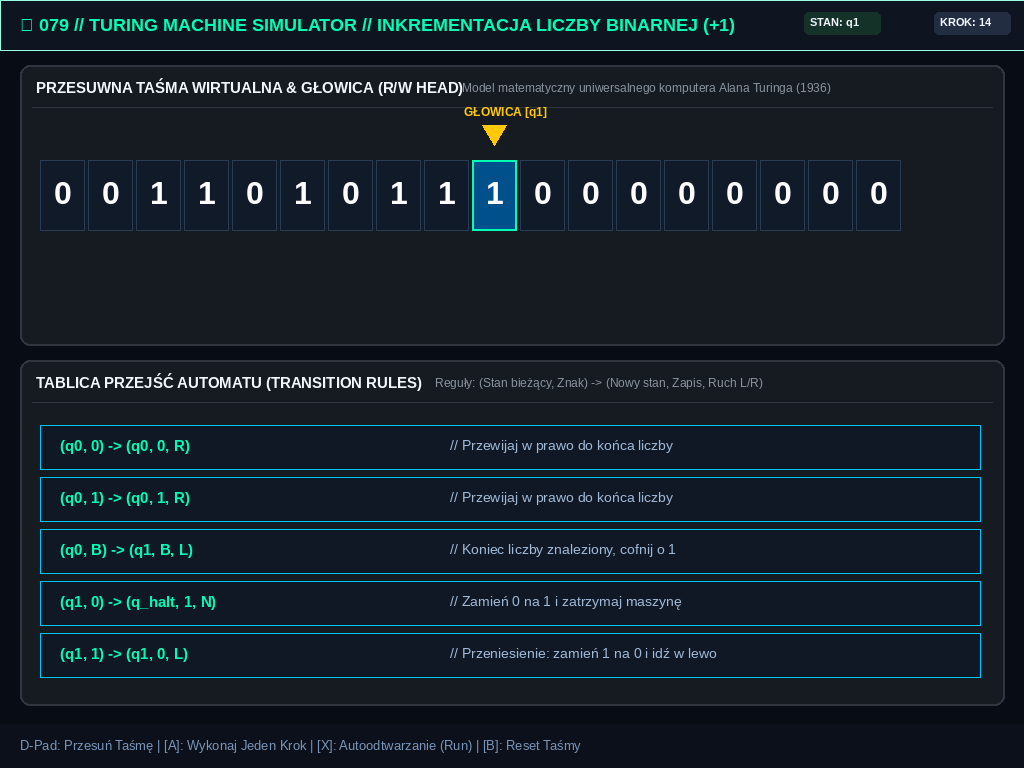 079 // TURING MACHINE SIMULATOR // INKREMENTACJA LICZBY BINARNEJ (+1)
STAN: q1
KROK: 14
PRZESUWNA TAŚMA WIRTUALNA & GŁOWICA (R/W HEAD)
Model matematyczny uniwersalnego komputera Alana Turinga (1936)
GŁOWICA [q1]
0 0 1 1 0 1 0 1 1 1 0 0 0 0 0 0 0 0
TABLICA PRZEJŚĆ AUTOMATU (TRANSITION RULES)
Reguły: (Stan bieżący, Znak) -> (Nowy stan, Zapis, Ruch L/R)
(q0, 0) -> (q0, 0, R) // Przewijaj w prawo do końca liczby
(q0, 1) -> (q0, 1, R) // Przewijaj w prawo do końca liczby
(q0, B) -> (q1, B, L) // Koniec liczby znaleziony, cofnij o 1
(q1, 0) -> (q_halt, 1, N) // Zamień 0 na 1 i zatrzymaj maszynę
(q1, 1) -> (q1, 0, L) // Przeniesienie: zamień 1 na 0 i idź w lewo
D-Pad: Przesuń Taśmę | [A]: Wykonaj Jeden Krok | [X]: Autoodtwarzanie (Run) | [B]: Reset Taśmy